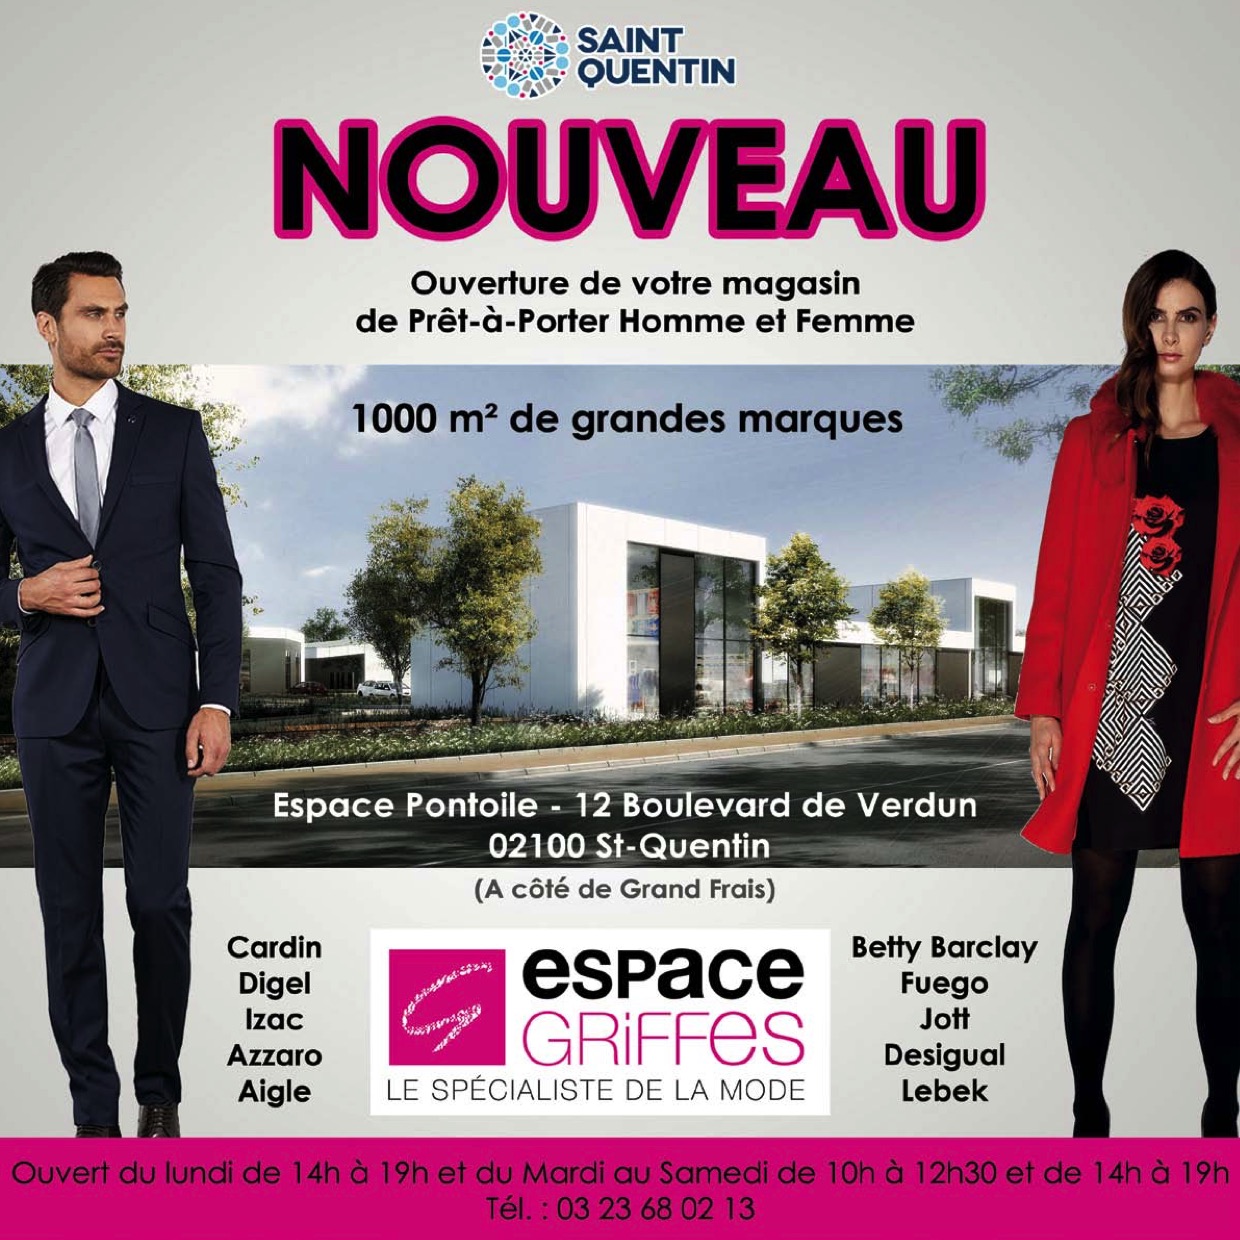 SAINT
QUENTIN
NOUVEAU
Ouverture de votre magasin
de Prêt-à-Porter Homme et Femme
1000 m² de grandes marques
Espace Pontoile - 12 Boulevard de Verdun
02100 St-Quentin
(A côté de Grand Frais)
Cardin
Digel
Izac
Azzaro
Aigle
espace
GRiFFes
LE SPÉCIALISTE DE LA MODE
Betty Barclay
Fuego
Jott
Desigual
Lebek
Ouvert du lundi de 14h à 19h et du Mardi au Samedi de 10h à 12h30 et de 14h à 19h
Tél. : 03 23 68 02 13